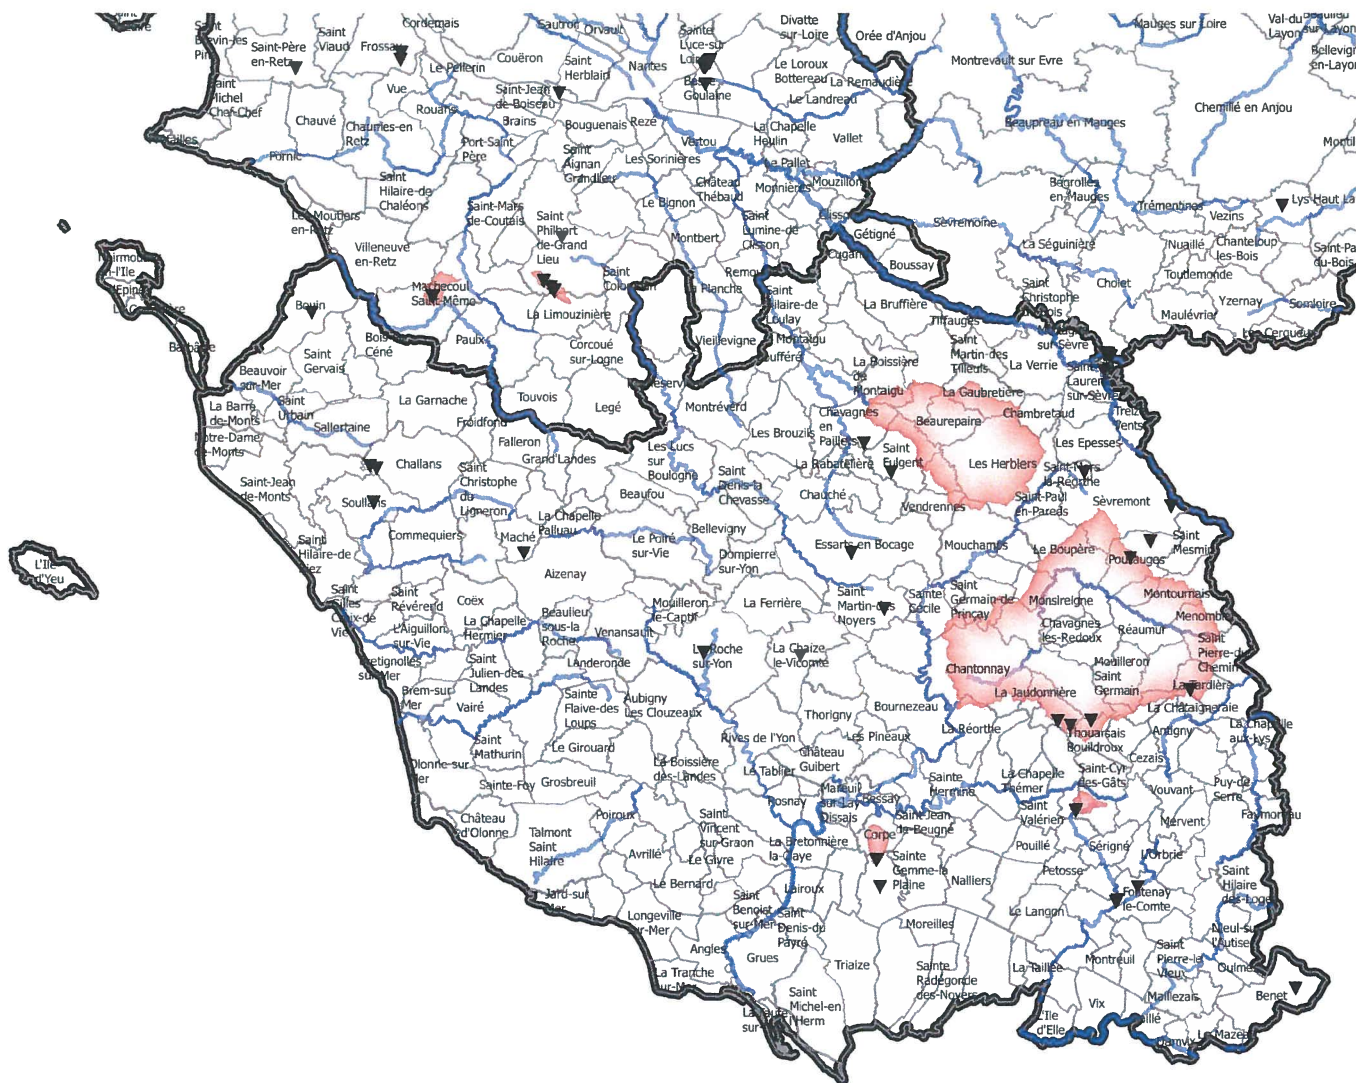 Cordemais
Orvault
Sainte
Luce-sur
Divatte
sur-Loire
Orée d'Anjou
Mauges sur Loire
Val-du
Layon
Bellevign
en-Layon
Saint
Viaud
Saint-Père
en-Retz
Frossay
Le Pellerin
Couëron
Saint
Herblain
Nantes
Basse
Goulaine
Le Loroux
Bottereau
La Remaudière
Montrevault sur Evre
Saint
Michel
Chef-Chef
Vue
Rouans
Saint-Jean
de-Boiseau
Le Landreau
Chemillé en Anjou
Chauvé
Chaumes-en
Retz
Brains
Bouguenais
Rezé
Vertou
La Chapelle
Heulin
Vallet
Beaupreau en Mauges
Pornic
Port-Saint
Père
Saint
Aignan
Grandlieu
Les Sorinières
Le Pallet
Saint
Hilaire-de
Chaléons
Château
Thébaud
Monnières
Mouzillon
Bégrolles
en-Mauges
Trémentines
Vezins
Lys Haut La
Les Moutiers
en-Retz
Saint-Mars
de-Coutais
Saint
Philbert
de-Grand
Lieu
Le Bignon
Saint
Lumine-de
Clisson
Gétigné
Sèvremoine
Villeneuve
en-Retz
Montbert
Cugand
Boussay
La Séguinière
Nuaillé
Chanteloup
les-Bois
Saint-Pa
du-Bois
Toutlemonde
Machecoul
Saint-Même
La Planche
Saint
Hilaire-de
Loulay
La Bruffière
Saint
Christophe
Cholet
Yzernay
Somloire
Bouin
La Limouzinière
Tiffauges
Maulévrier
Bois
Céné
Paulx
Corcoué
sur-Logne
Vieillevigne
Montaigu
Saint
Martin-des
Tilleuls
La Verrie
Saint
Gervais
Beauvoir
sur-Mer
La Boissière
de
Montaigu
La Gaubretière
Saint
Laurent
sur-Sèvre
La Garnache
Touvois
Legé
Montréverd
La Barre
de-Monts
Saint
Urbain
Sallertaine
Froidfond
Falleron
Grand'Landes
Chavagnes
en
Paillers
Beaurepaire
Chambretaud
Notre-Dame
de-Monts
Les Brouzils
Les Lucs
sur
Boulogne
La Rabatelière
Saint
Fulgent
Les Herbiers
Les Epesses
Challans
Saint
Christophe
du
Ligneron
Saint-Jean
de-Monts
Soullans
Beaufou
Saint
Denis-la
Chevasse
Chauché
Vendrennes
Saint-Paul
en-Pareds
Sèvremont
La Chapelle
Palluau
Commequiers
Maché
Le Poiré
sur-Vie
Bellevigny
Dompierre
sur-Yon
Essarts en Bocage
Mouchamps
Le Boupère
Pouzauges
Saint
Mesmin
Saint
Hilaire-de
Riez
L'Ile
d'Yeu
Aizenay
Saint
Révérend
Coëx
Beaulieu
sous-la
Roche
Mouilleron
le-Captif
La Ferrière
Saint
Martin-des
Noyers
Sainte
Cécile
Saint
Germain-de
Prinçay
Monsireigne
Montournais
Menomblet
L'Aiguillon
sur-Vie
La Chapelle
Hermier
Venansault
Chavagnes
les-Redoux
Réaumur
Bretignolles
sur-Mer
Saint
Julien-des
Landes
Landeronde
La Roche
sur-Yon
La Chaize
le-Vicomte
Chantonnay
Mouilleron
Saint
Germain
Saint
Pierre-du
Chemin
Brem-sur
Mer
Vairé
Sainte
Flaive-des
Loups
Aubigny
Les Clouzeaux
La Jaudonnière
La Tardière
La Châtaigneraie
Thorigny
Bournezeau
La Réorthe
Thouarsais
Bouildroux
Antigny
La Chapelle
aux-Lys
Saint
Mathurin
Le Girouard
Rives de l'Yon
Les Pineaux
Château
Guibert
Cezais
Olonne-sur
Mer
Sainte-Foy
Grosbreuil
La Boissière
des-Landes
Le Tablier
Sainte
Hermine
La Chapelle
Thémer
Saint-Cyr
des-Gâts
Vouvant
Puy-de
Serre
Mareuil
sur-Lay
Dissais
Bessay
Rosnay
Château
d'Olonne
Poiroux
Saint
Vincent
sur-Graon
Saint-Jean
de-Beugné
Saint
Valérien
Mervent
Faymoreau
Talmont
Saint
Hilaire
Avrillé
Le Givre
La Bretonnière
la-Claye
Corpe
Pouillé
Sérigné
L'Orbrie
Sainte
Gemme-la
Plaine
Nalliers
Petosse
Saint
Hilaire
des-Loges
Jard-sur
Mer
Le Bernard
Lairoux
Le Langon
Fontenay
le-Comte
Longeville
sur-Mer
Saint
Benoist
sur-Mer
Saint
Denis-du
Payré
Moreilles
Angles
Grues
Triaize
Sainte
Radégonde
des-Noyers
La Taillée
Montreuil
Saint
Pierre-le
Vieux
Nieul-sur
l'Autise
Oulmes
La Tranche
sur-Mer
Saint
Michel-en
l'Herm
Vix
Maillezais
Benet
L'Ile
d'Elle
Damvix